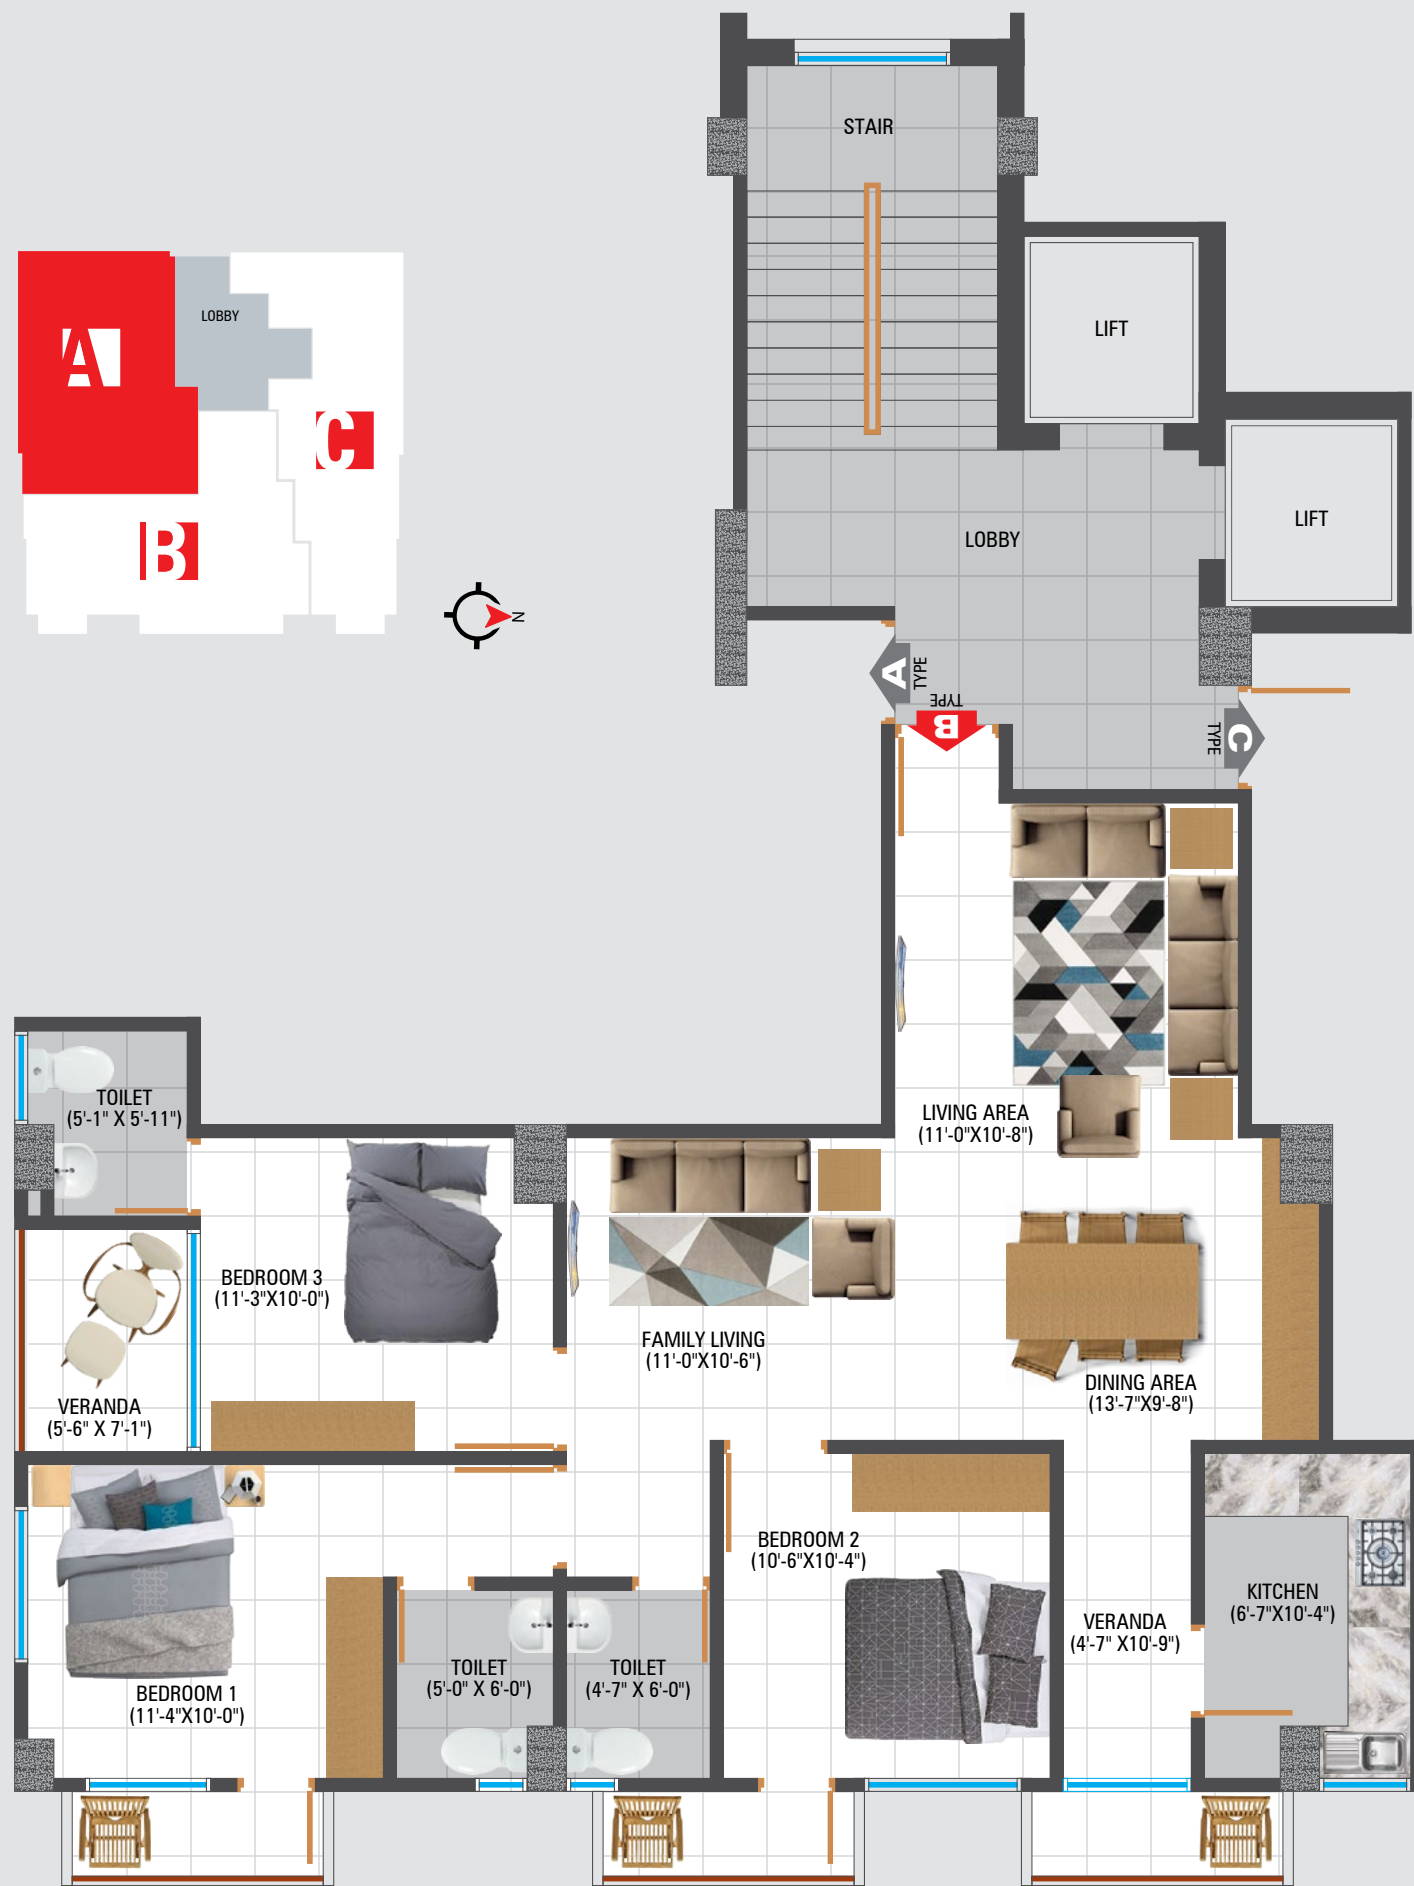 STAIR
LIFT
LOBBY
A
C
B
LIFT
LOBBY
N
A
TYPE
TYPE
B
TYPE
C
TOILET
(5'-1" X 5'-11")
LIVING AREA
(11'-0"X10'-8")
BEDROOM 3
(11'-3"X10'-0")
FAMILY LIVING
(11'-0"X10'-6")
VERANDA
(5'-6" X 7'-1")
DINING AREA
(13'-7"X9'-8")
BEDROOM 2
(10'-6"X10'-4")
KITCHEN
(6'-7"X10'-4")
VERANDA
(4'-7" X10'-9")
TOILET
(5'-0" X 6'-0")
TOILET
(4'-7" X 6'-0")
BEDROOM 1
(11'-4"X10'-0")